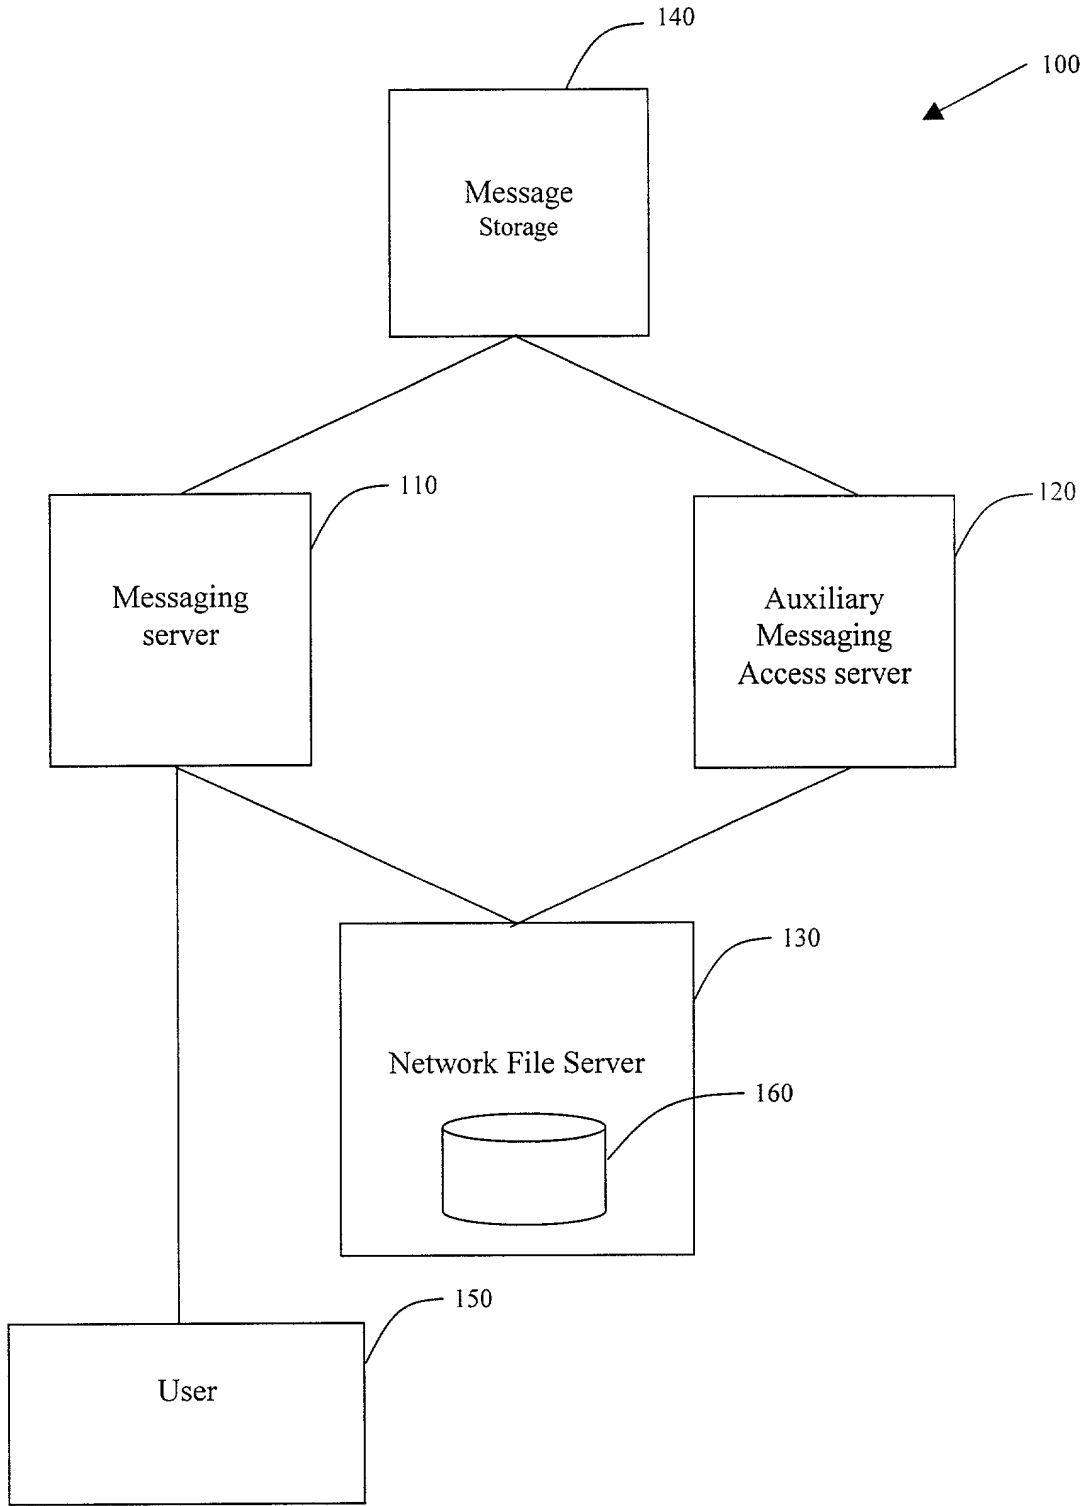 140
100
Message
Storage
110
120
Messaging
server
Auxiliary
Messaging
Access server
130
Network File Server
160
150
User